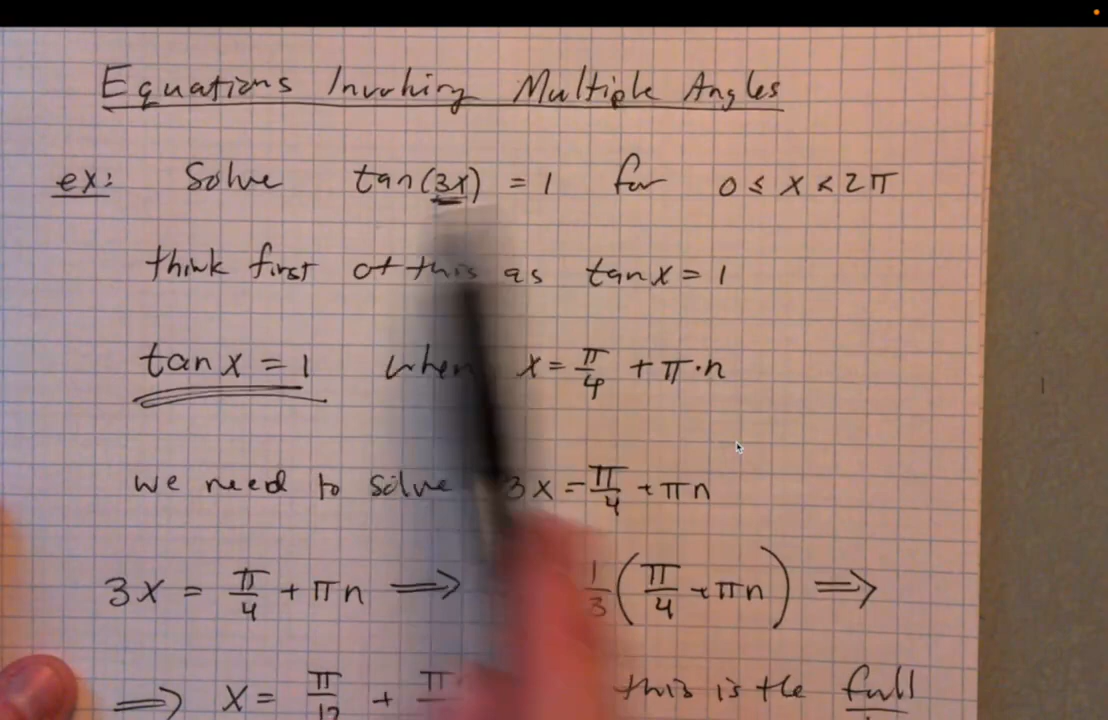 Equations Involving Multiple Angles
ex: Solve tan(3x) = 1 for 0 ≤ x < 2π
think first of this as tan x = 1
tan x = 1 when x = π/4 + π·n
we need to solve 3x = π/4 + πn
3x = π/4 + πn ⟹ 1/3 (π/4 + πn) ⟹
⟹ x = π/12 + π this is the full